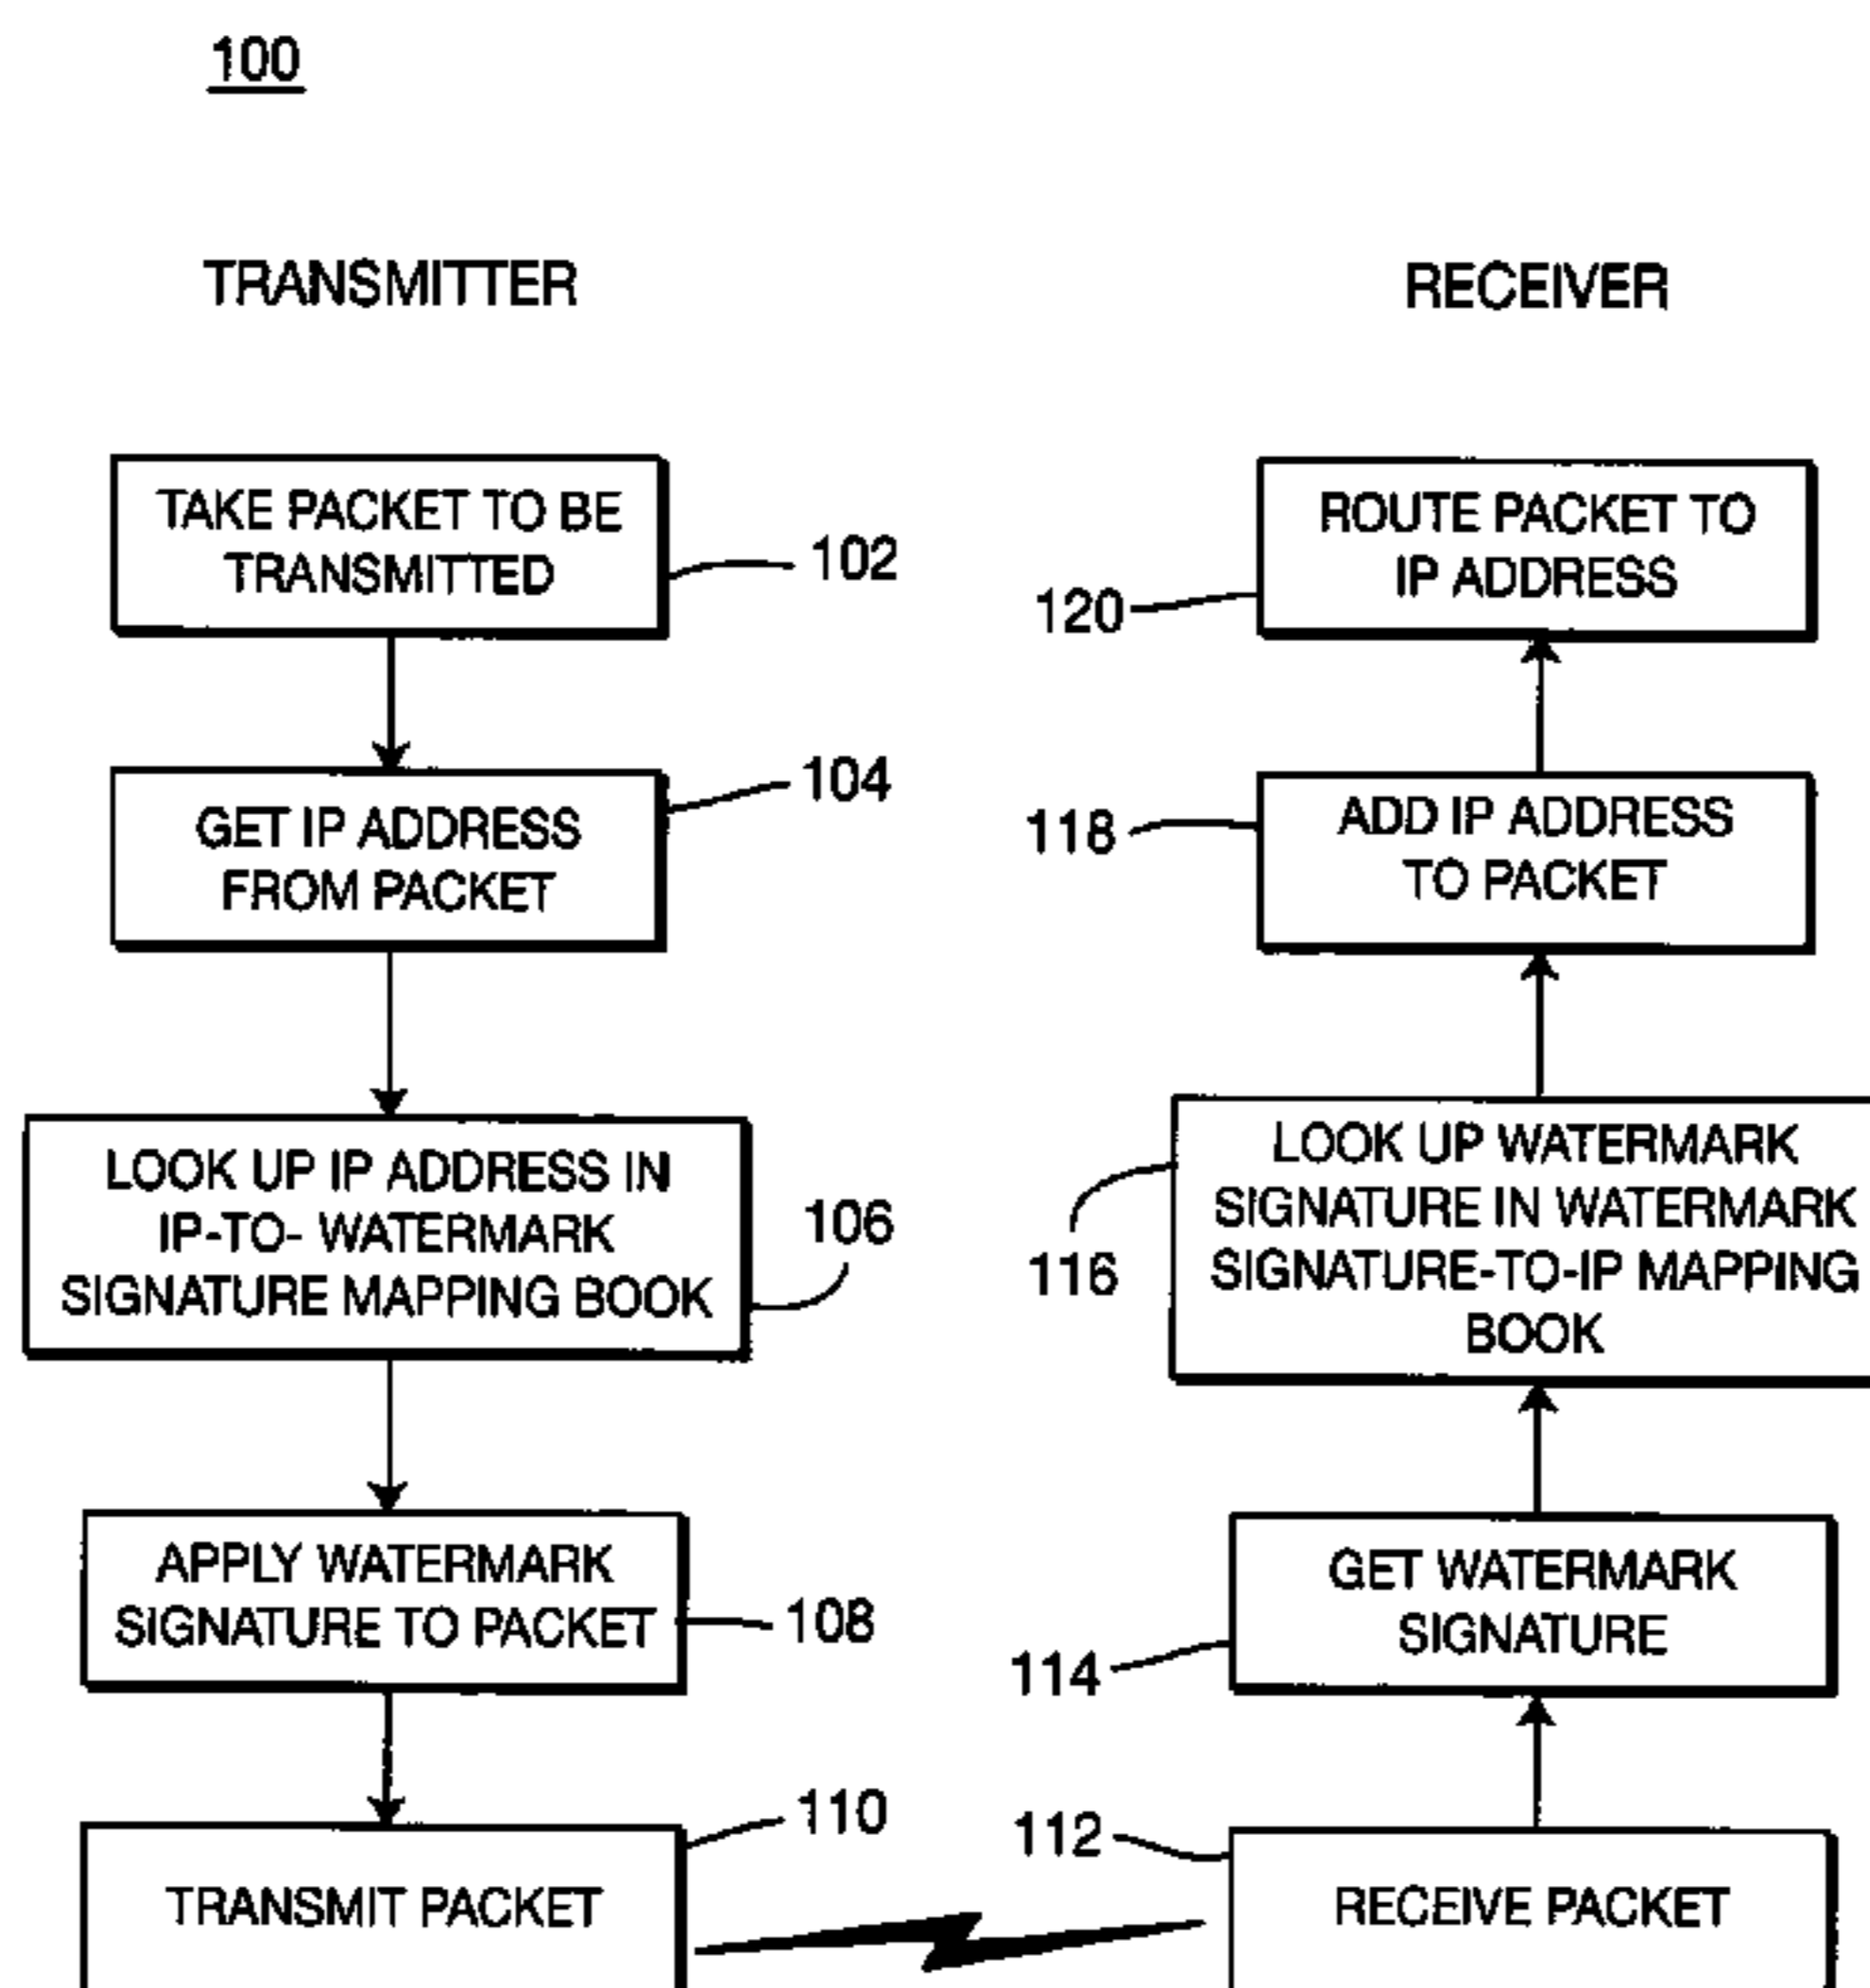 100
TRANSMITTER
TAKE PACKET TO BE
TRANSMITTED
102
GET IP ADDRESS
FROM PACKET
104
LOOK UP IP ADDRESS IN
IP-TO- WATERMARK
SIGNATURE MAPPING BOOK
106
APPLY WATERMARK
SIGNATURE TO PACKET
108
TRANSMIT PACKET
110
RECEIVER
ROUTE PACKET TO
IP ADDRESS
120
ADD IP ADDRESS
TO PACKET
118
LOOK UP WATERMARK
SIGNATURE IN WATERMARK
SIGNATURE-TO-IP MAPPING
BOOK
116
GET WATERMARK
SIGNATURE
114
RECEIVE PACKET
112